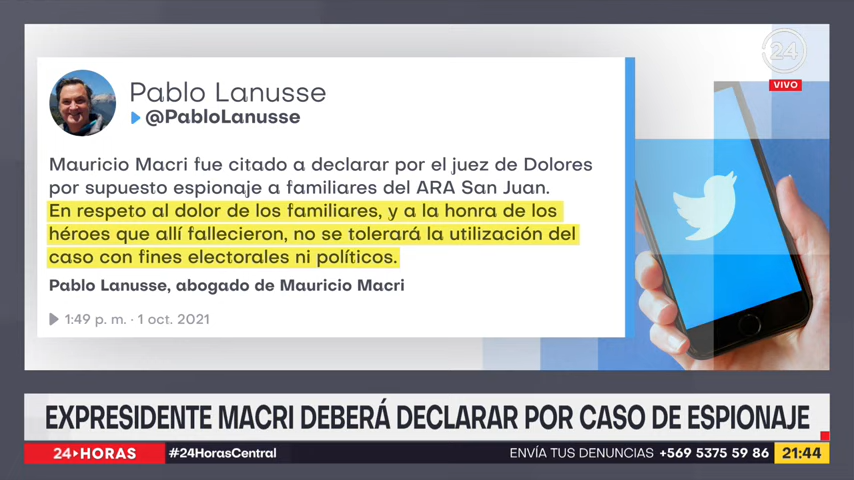 24
VIVO
Pablo Lanusse
@PabloLanusse
Mauricio Macri fue citado a declarar por el juez de Dolores
por supuesto espionaje a familiares del ARA San Juan.
En respeto al dolor de los familiares, y a la honra de los
héroes que allí fallecieron, no se tolerará la utilización del
caso con fines electorales ni políticos.
Pablo Lanusse, abogado de Mauricio Macri
1:49 p. m. · 1 oct. 2021
EXPRESIDENTE MACRI DEBERÁ DECLARAR POR CASO DE ESPIONAJE
24 HORAS #24HorasCentral ENVÍA TUS DENUNCIAS +569 5375 59 86 21:44